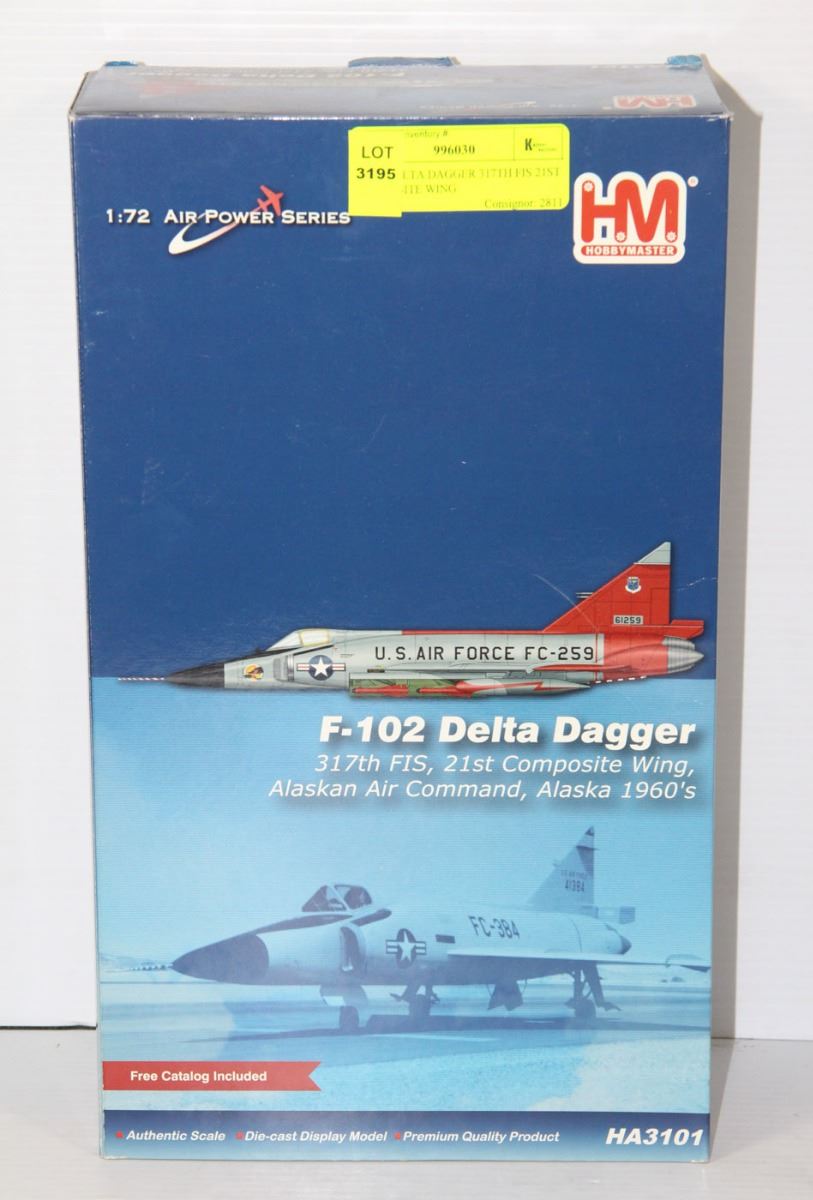 LOT
3195
996030
DAGGER 317TH FIS 21ST
WING
Consignor: 2811
1:72 AIR POWER SERIES
HM
HOBBYMASTER
61259
U.S. AIR FORCE FC-259
F-102 Delta Dagger
317th FIS, 21st Composite Wing,
Alaskan Air Command, Alaska 1960's
U.S. AIR FORCE
41384
FC-384
Free Catalog Included
Authentic Scale Die-cast Display Model Premium Quality Product
HA3101